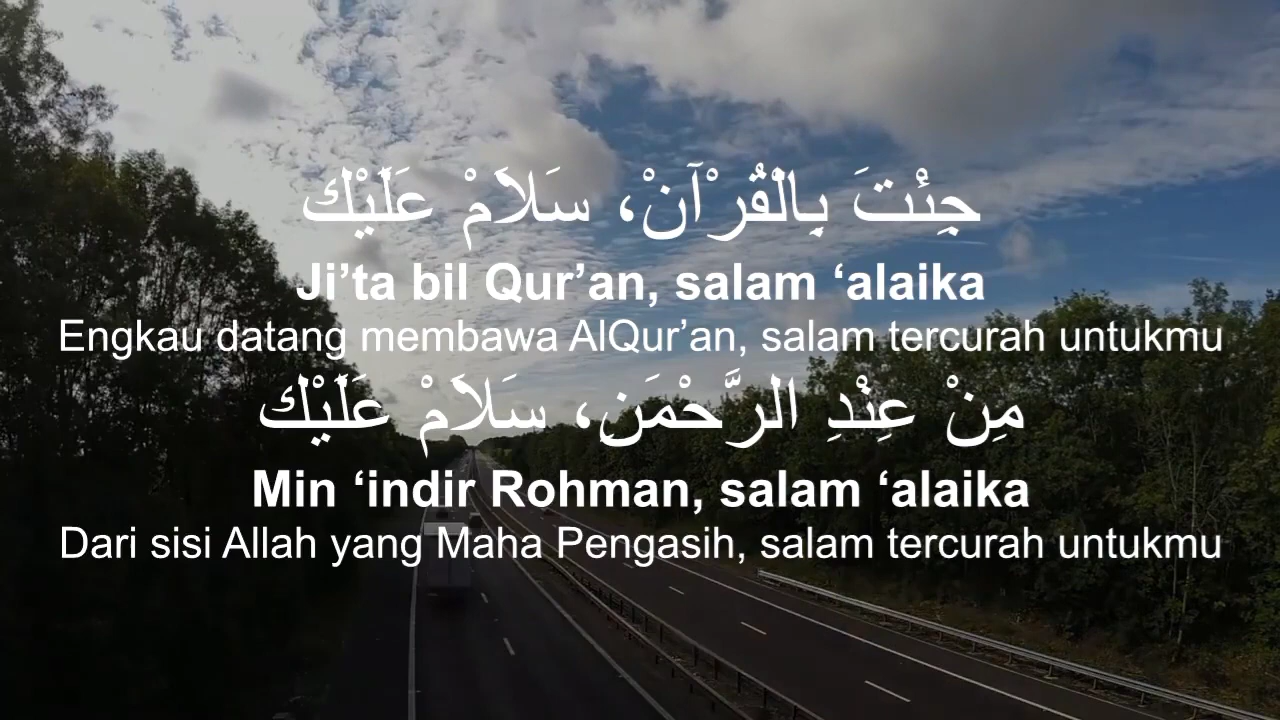 جِئْتَ بِالْقُرْآنْ، سَلاَمْ عَلَيْك
Ji’ta bil Qur’an, salam ‘alaika
Engkau datang membawa AlQur’an, salam tercurah untukmu
مِنْ عِنْدِ الرَّحْمَنِ، سَلاَمْ عَلَيْك
Min ‘indir Rohman, salam ‘alaika
Dari sisi Allah yang Maha Pengasih, salam tercurah untukmu